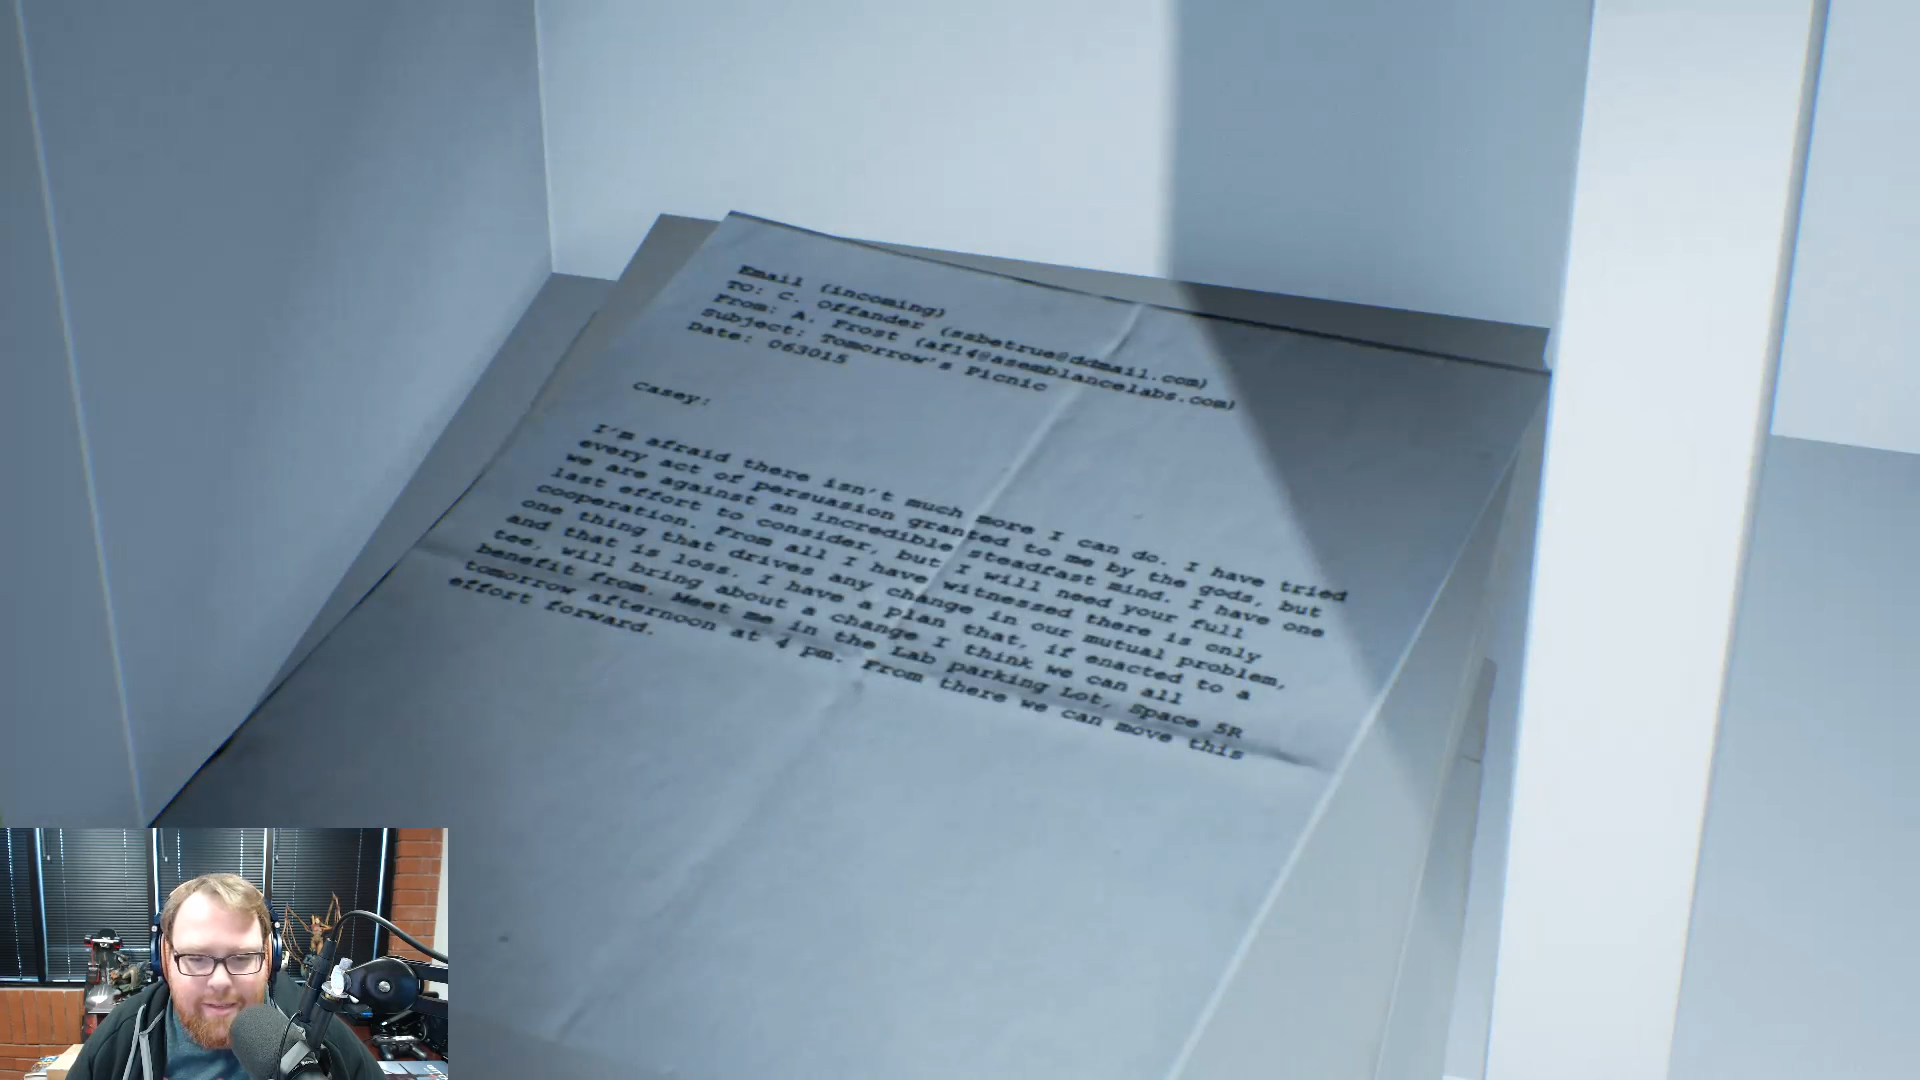 Email (incoming)
TO: C. Offander (ssbetrue@ddmail.com)
From: A. Frost (af14@asemblancelabs.com)
Subject: Tomorrow's Picnic
Date: 063015
Casey:
I'm afraid there isn't much more I can do. I have tried
every act of persuasion granted to me by the gods, but
we are against an incredible steadfast mind. I have one
last effort to consider, but I will need your full
cooperation. From all I have witnessed there is only
one thing that drives any change in our mutual problem,
and that is loss. I have a plan that, if enacted to a
tee, will bring about a change I think we can all
benefit from. Meet me in the Lab parking Lot, Space 5R
tomorrow afternoon at 4 pm. From there we can move this
effort forward.